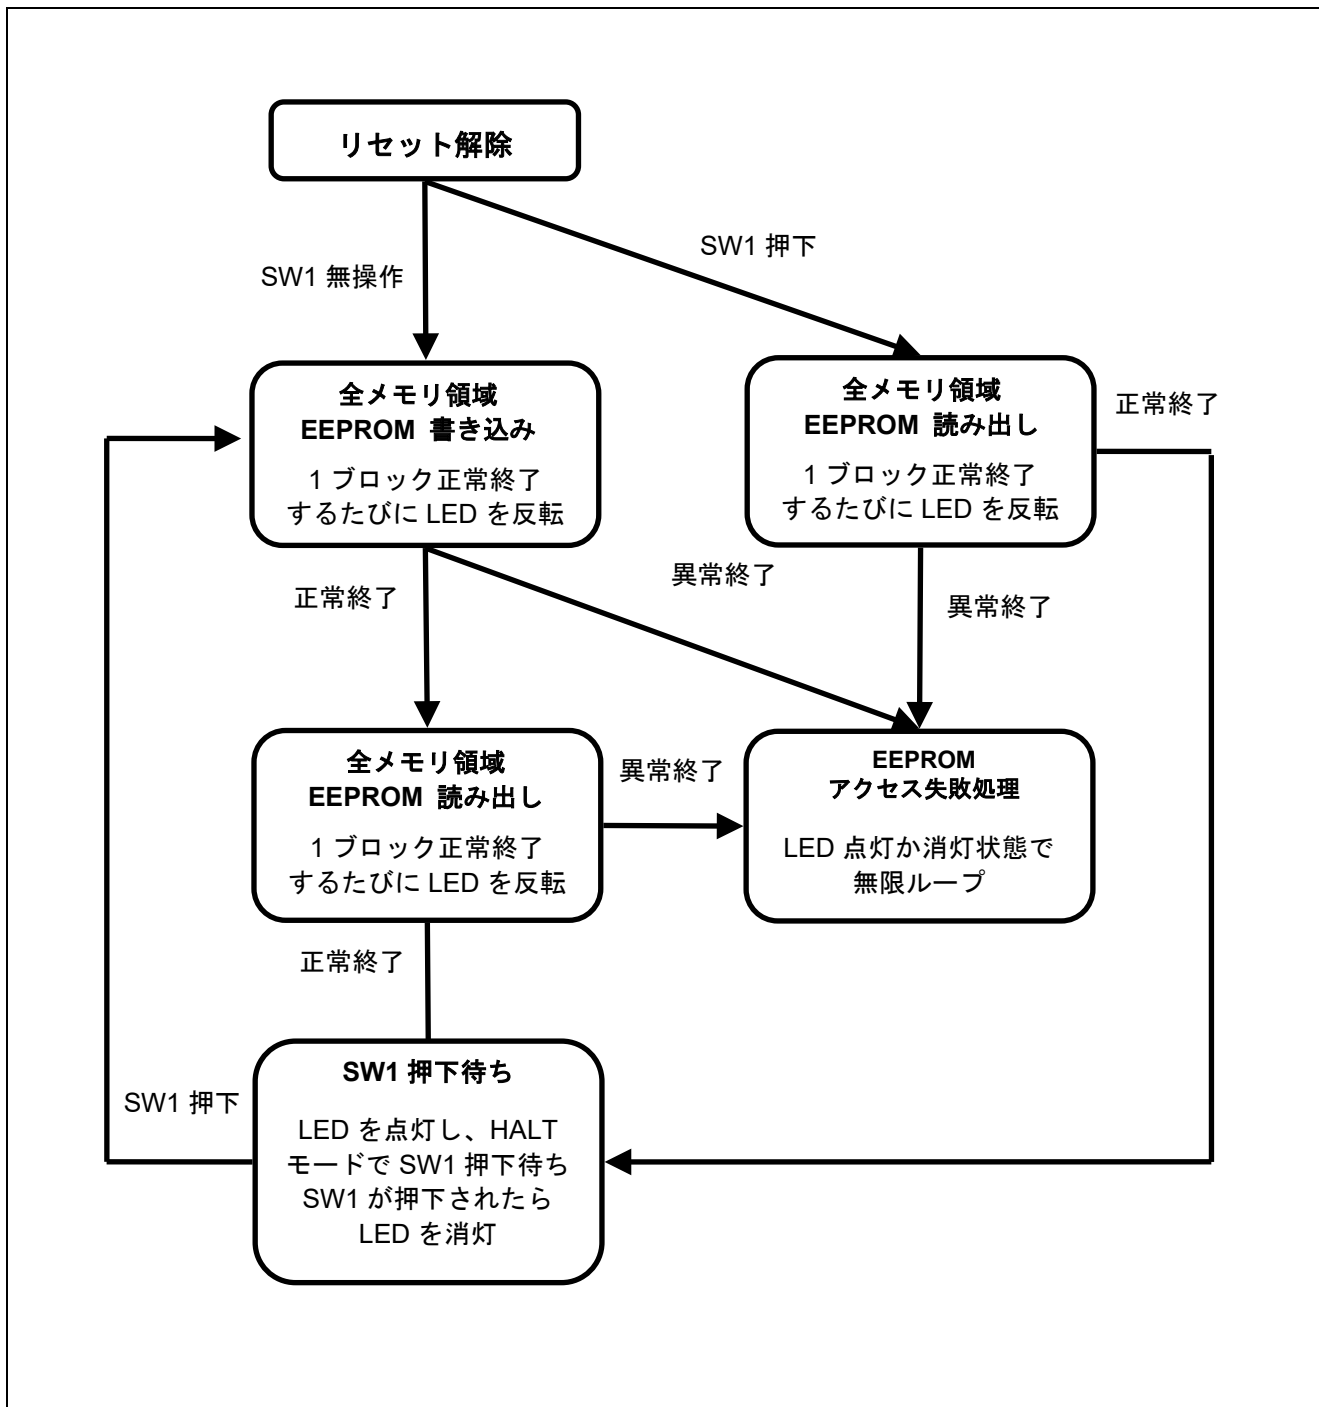 リセット解除
SW1 押下
SW1 無操作
全メモリ領域
EEPROM 書き込み
1 ブロック正常終了
するたびに LED を反転
全メモリ領域
EEPROM 読み出し
1 ブロック正常終了
するたびに LED を反転
正常終了
正常終了
異常終了
異常終了
全メモリ領域
EEPROM 読み出し
1 ブロック正常終了
するたびに LED を反転
異常終了
EEPROM
アクセス失敗処理
LED 点灯か消灯状態で
無限ループ
正常終了
SW1 押下
SW1 押下待ち
LED を点灯し、HALT
モードで SW1 押下待ち
SW1 が押下されたら
LED を消灯